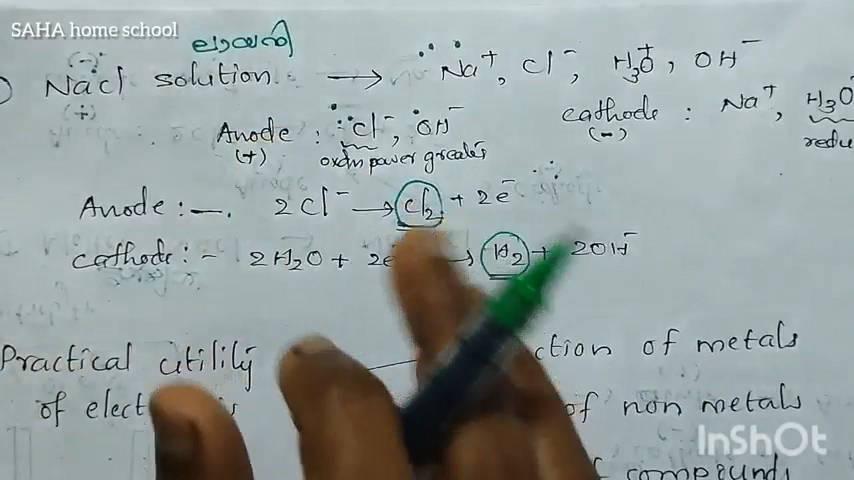 SAHA home school
ലായനി
(-)
NaCl solution → Na⁺, Cl⁻, H₃O⁺, OH⁻
(+)
Anode : Cl⁻, OH⁻
(+) oxdn power greater
cathode : Na⁺, H₃O
(-) redu
Anode :- 2Cl⁻ → Cl₂ + 2e⁻
cathode :- 2H₂O + 2e → H₂ + 2OH⁻
Practical utility ction of metals
of elect of non metals
compounds
InShOt